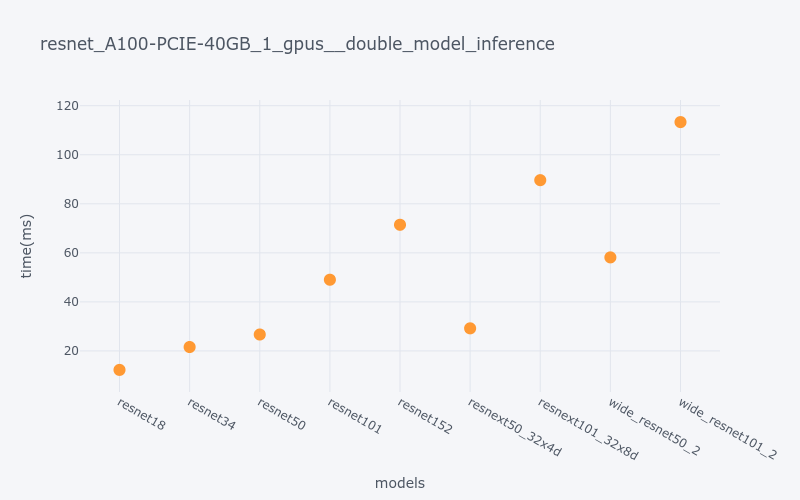 resnet_A100-PCIE-40GB_1_gpus__double_model_inference
120
100
80
60
40
20
time(ms)
resnet18
resnet34
resnet50
resnet101
resnet152
resnext50_32x4d
resnext101_32x8d
wide_resnet50_2
wide_resnet101_2
models